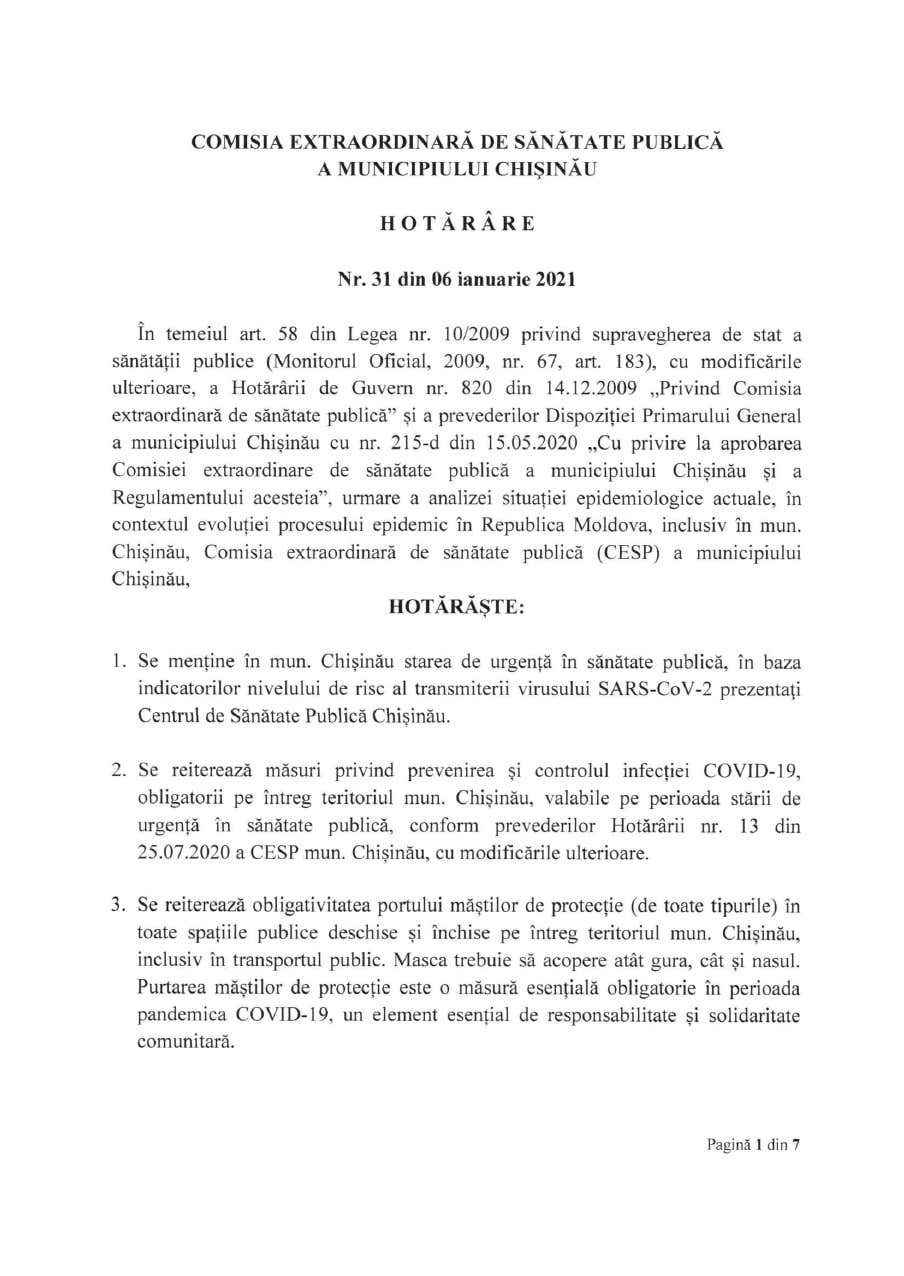 COMISIA EXTRAORDINARĂ DE SĂNĂTATE PUBLICĂ
A MUNICIPIULUI CHIȘINĂU
H O T Ă R Â R E
Nr. 31 din 06 ianuarie 2021
În temeiul art. 58 din Legea nr. 10/2009 privind supravegherea de stat a
sănătății publice (Monitorul Oficial, 2009, nr. 67, art. 183), cu modificările
ulterioare, a Hotărârii de Guvern nr. 820 din 14.12.2009 „Privind Comisia
extraordinară de sănătate publică” și a prevederilor Dispoziției Primarului General
a municipiului Chișinău cu nr. 215-d din 15.05.2020 „Cu privire la aprobarea
Comisiei extraordinare de sănătate publică a municipiului Chișinău și a
Regulamentului acesteia”, urmare a analizei situației epidemiologice actuale, în
contextul evoluției procesului epidemic în Republica Moldova, inclusiv în mun.
Chișinău, Comisia extraordinară de sănătate publică (CESP) a municipiului
Chișinău,
HOTĂRĂȘTE:
1. Se menține în mun. Chișinău starea de urgență în sănătate publică, în baza
indicatorilor nivelului de risc al transmiterii virusului SARS-CoV-2 prezentați
Centrul de Sănătate Publică Chișinău.
2. Se reiterează măsuri privind prevenirea și controlul infecției COVID-19,
obligatorii pe întreg teritoriul mun. Chișinău, valabile pe perioada stării de
urgență în sănătate publică, conform prevederilor Hotărârii nr. 13 din
25.07.2020 a CESP mun. Chișinău, cu modificările ulterioare.
3. Se reiterează obligativitatea portului măștilor de protecție (de toate tipurile) în
toate spațiile publice deschise și închise pe întreg teritoriul mun. Chișinău,
inclusiv în transportul public. Masca trebuie să acopere atât gura, cât și nasul.
Purtarea măștilor de protecție este o măsură esențială obligatorie în perioada
pandemica COVID-19, un element esențial de responsabilitate și solidaritate
comunitară.
Pagină 1 din 7